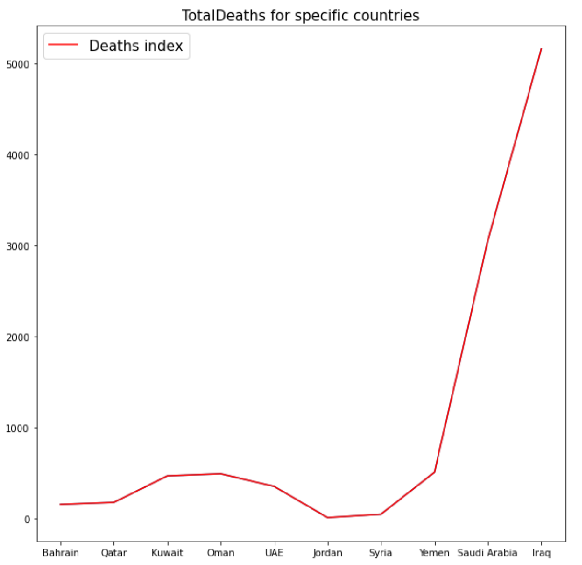 TotalDeaths for specific countries
Deaths index
5000
4000
3000
2000
1000
0
Bahrain Qatar Kuwait Oman UAE Jordan Syria Yemen Saudi Arabia Iraq